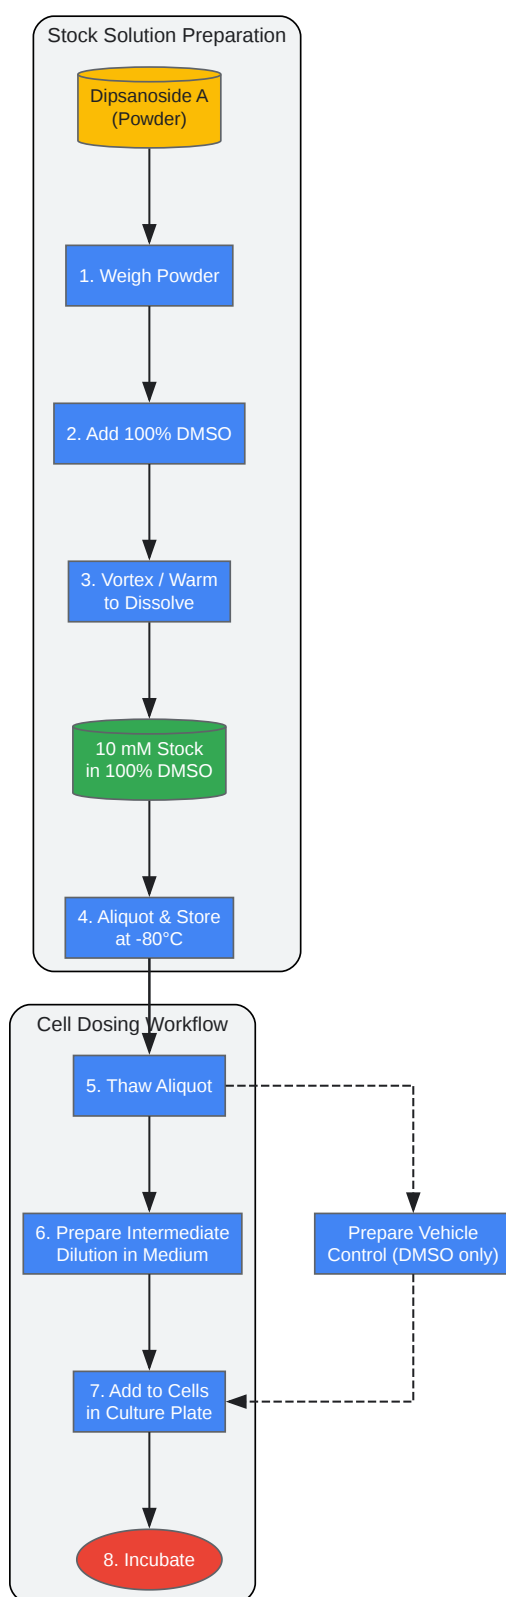 Stock Solution Preparation
Dipsanoside A
(Powder)
1. Weigh Powder
2. Add 100% DMSO
3. Vortex / Warm
to Dissolve
10 mM Stock
in 100% DMSO
4. Aliquot & Store
at -80°C
Cell Dosing Workflow
5. Thaw Aliquot
6. Prepare Intermediate
Dilution in Medium
Prepare Vehicle
Control (DMSO only)
7. Add to Cells
in Culture Plate
8. Incubate